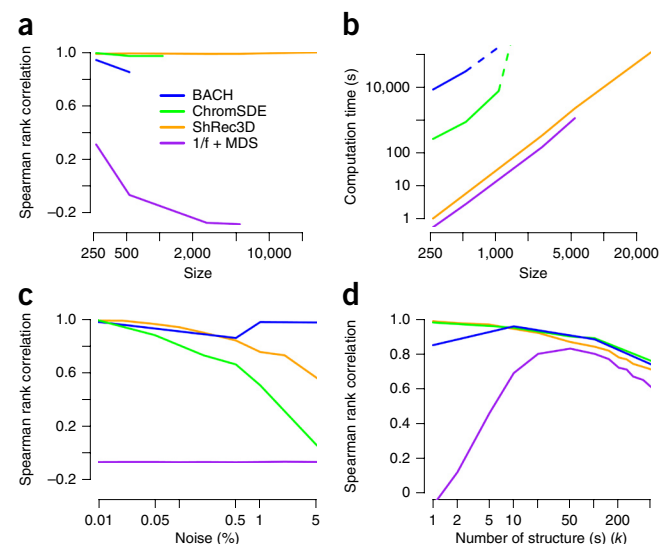 a
Spearman rank correlation
1.0
0.6
0.2
−0.2
BACH
ChromSDE
ShRec3D
1/f + MDS
250 500 2,000 10,000
Size
b
Computation time (s)
10,000
100
10
1
250 1,000 5,000 20,000
Size
c
Spearman rank correlation
1.0
0.6
0.2
−0.2
0.01 0.05 0.5 1 5
Noise (%)
d
Spearman rank correlation
1.0
0.8
0.6
0.4
0.2
0
1 2 5 10 50 200
Number of structure (s) (k)